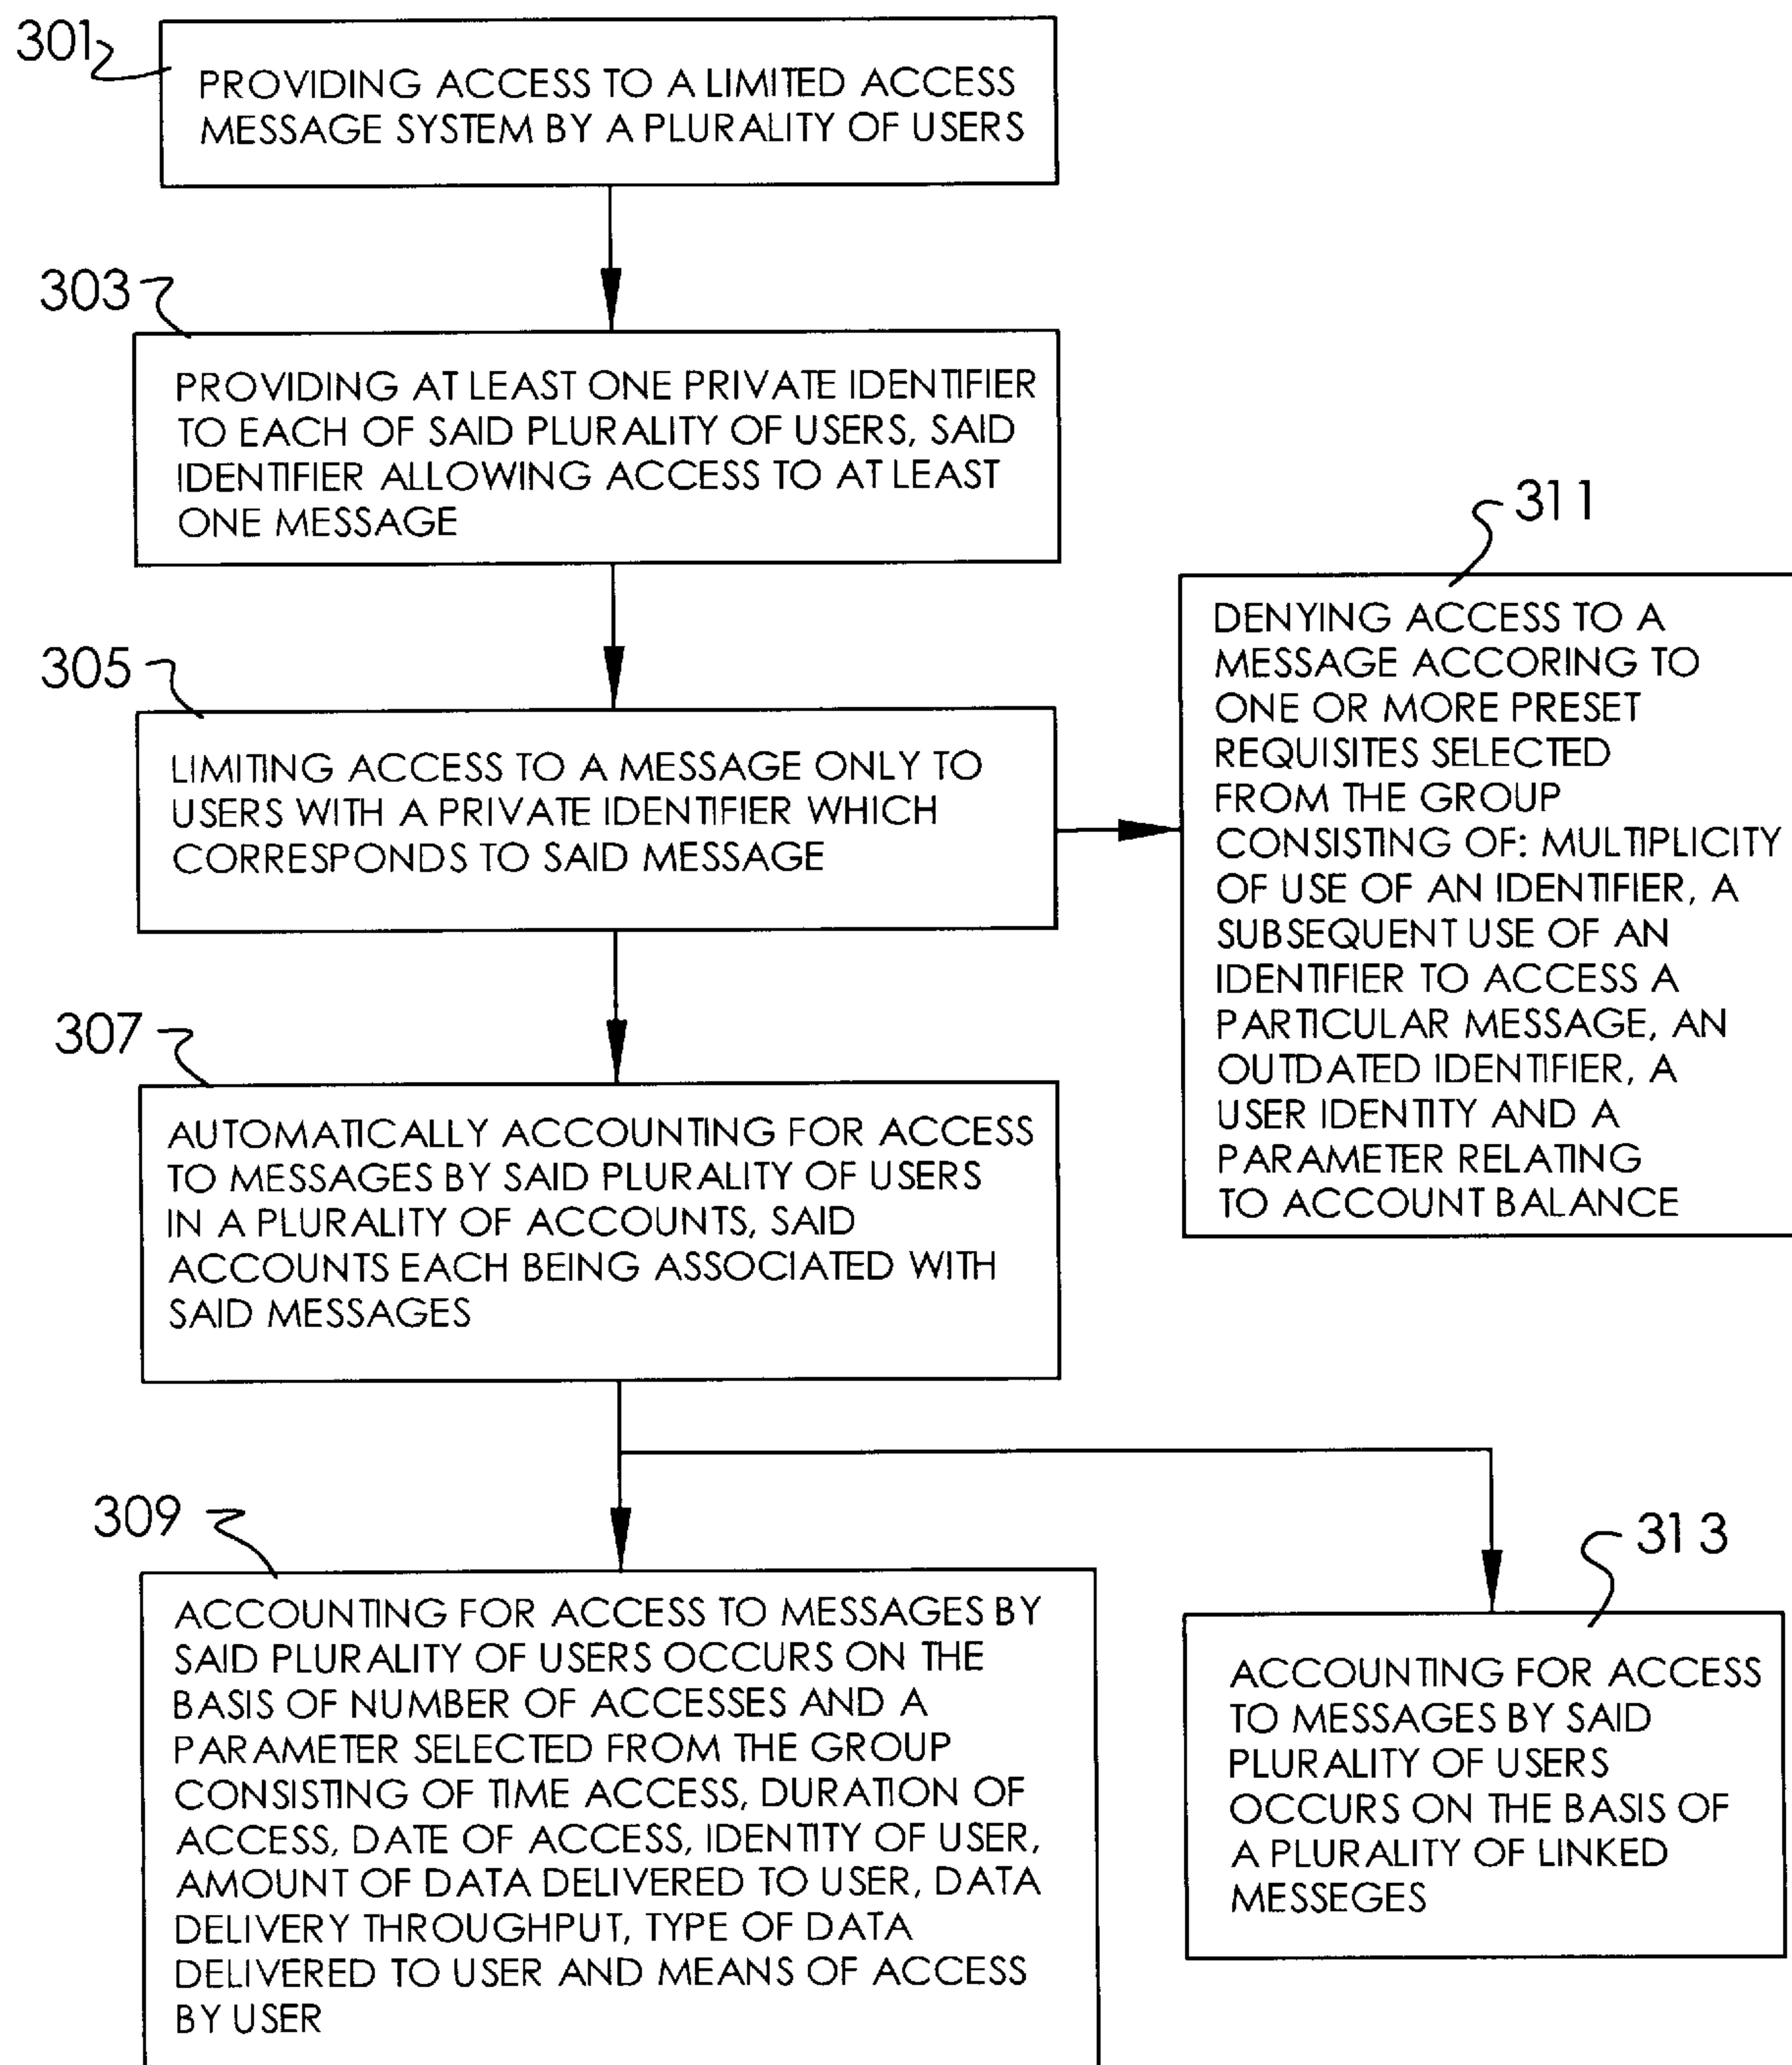 301
PROVIDING ACCESS TO A LIMITED ACCESS
MESSAGE SYSTEM BY A PLURALITY OF USERS
303
PROVIDING AT LEAST ONE PRIVATE IDENTIFIER
TO EACH OF SAID PLURALITY OF USERS, SAID
IDENTIFIER ALLOWING ACCESS TO AT LEAST
ONE MESSAGE
305
LIMITING ACCESS TO A MESSAGE ONLY TO
USERS WITH A PRIVATE IDENTIFIER WHICH
CORRESPONDS TO SAID MESSAGE
311
DENYING ACCESS TO A
MESSAGE ACCORING TO
ONE OR MORE PRESET
REQUISITES SELECTED
FROM THE GROUP
CONSISTING OF: MULTIPLICITY
OF USE OF AN IDENTIFIER, A
SUBSEQUENT USE OF AN
IDENTIFIER TO ACCESS A
PARTICULAR MESSAGE, AN
OUTDATED IDENTIFIER, A
USER IDENTITY AND A
PARAMETER RELATING
TO ACCOUNT BALANCE
307
AUTOMATICALLY ACCOUNTING FOR ACCESS
TO MESSAGES BY SAID PLURALITY OF USERS
IN A PLURALITY OF ACCOUNTS, SAID
ACCOUNTS EACH BEING ASSOCIATED WITH
SAID MESSAGES
309
ACCOUNTING FOR ACCESS TO MESSAGES BY
SAID PLURALITY OF USERS OCCURS ON THE
BASIS OF NUMBER OF ACCESSES AND A
PARAMETER SELECTED FROM THE GROUP
CONSISTING OF TIME ACCESS, DURATION OF
ACCESS, DATE OF ACCESS, IDENTITY OF USER,
AMOUNT OF DATA DELIVERED TO USER, DATA
DELIVERY THROUGHPUT, TYPE OF DATA
DELIVERED TO USER AND MEANS OF ACCESS
BY USER
313
ACCOUNTING FOR ACCESS
TO MESSAGES BY SAID
PLURALITY OF USERS
OCCURS ON THE BASIS OF
A PLURALITY OF LINKED
MESSEGES